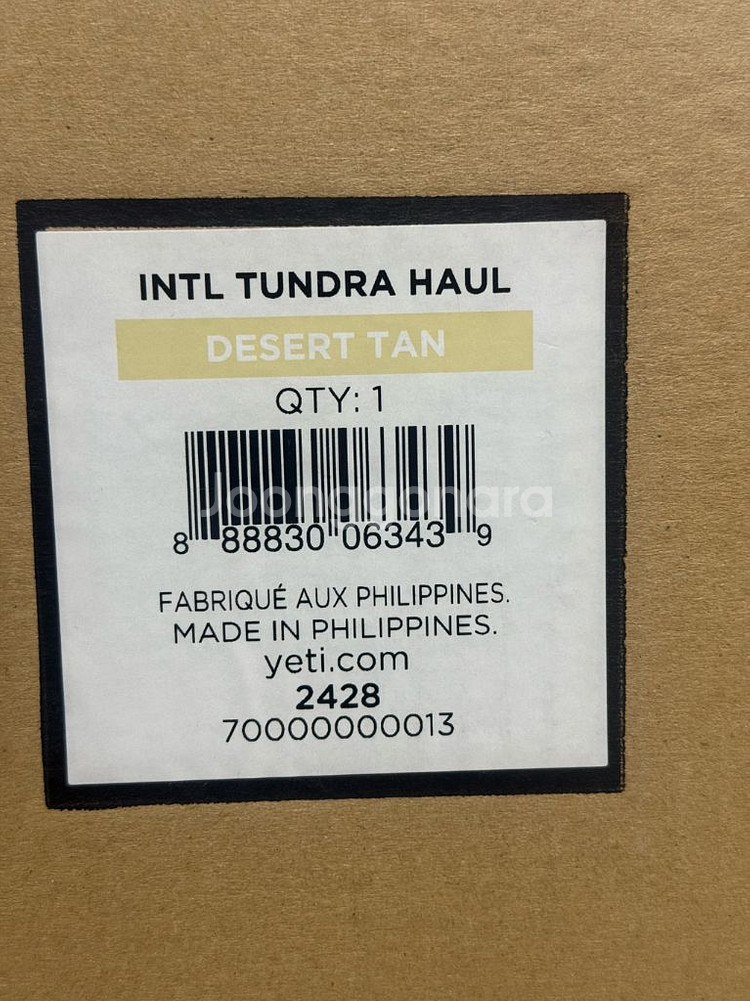 INTL TUNDRA HAUL
DESERT TAN
QTY: 1
Joonggonara
8 88830 06343 9
FABRIQUÉ AUX PHILIPPINES.
MADE IN PHILIPPINES.
yeti.com
2428
70000000013